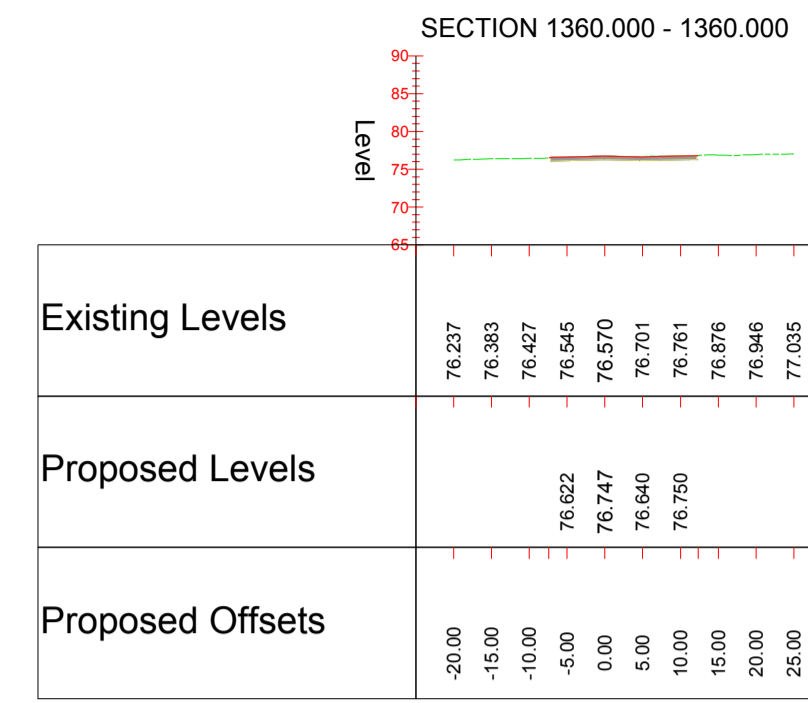 SECTION 1360.000 - 1360.000
90
85
80
75
70
65
Level
Existing Levels
76.237 76.383 76.427 76.545 76.570 76.701 76.761 76.876 76.946 77.035
Proposed Levels
76.622 76.747 76.640 76.750
Proposed Offsets
-20.00 -15.00 -10.00 -5.00 0.00 5.00 10.00 15.00 20.00 25.00